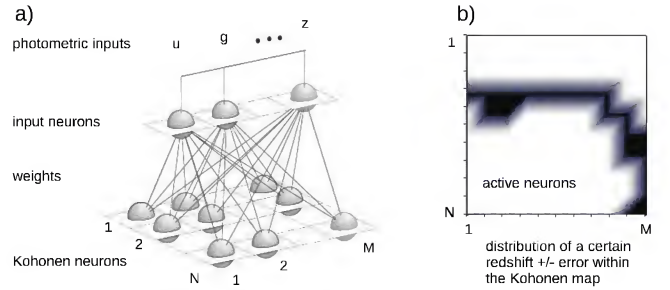 a)
photometric inputs
u g ••• z
input neurons
weights
1
2
N
1
2
M
Kohonen neurons
b)
1
active neurons
N
1 M
distribution of a certain
redshift +/- error within
the Kohonen map